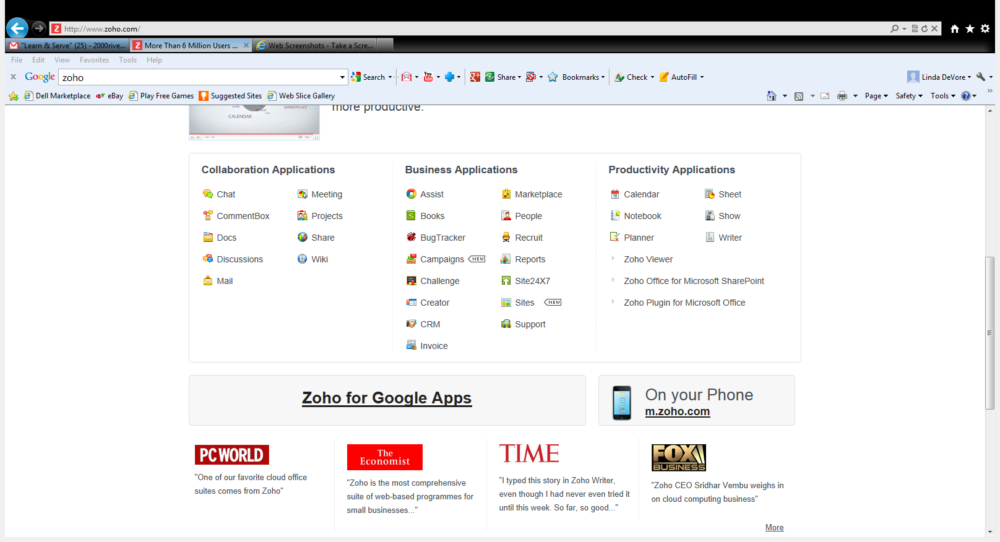 http://www.zoho.com/
"Learn & Serve" (25) - 2000rive...
More Than 6 Million Users ...
Web Screenshots - Take a Scre...
File Edit View Favorites Tools Help
Google zoho Search Share Bookmarks Check AutoFill Linda DeVore
Dell Marketplace eBay Play Free Games Suggested Sites Web Slice Gallery Page Safety Tools
CALENDAR
MARKETPLACE
more productive.
Collaboration Applications
Chat Meeting
CommentBox Projects
Docs Share
Discussions Wiki
Mail
Business Applications
Assist Marketplace
Books People
BugTracker Recruit
Campaigns NEW Reports
Challenge Site24X7
Creator Sites NEW
CRM Support
Invoice
Productivity Applications
Calendar Sheet
Notebook Show
Planner Writer
Zoho Viewer
Zoho Office for Microsoft SharePoint
Zoho Plugin for Microsoft Office
Zoho for Google Apps
On your Phone
m.zoho.com
PC WORLD
"One of our favorite cloud office
suites comes from Zoho"
The
Economist
"Zoho is the most comprehensive
suite of web-based programmes for
small businesses..."
TIME
"I typed this story in Zoho Writer,
even though I had never even tried it
until this week. So far, so good..."
FOX
BUSINESS
"Zoho CEO Sridhar Vembu weighs in
on cloud computing business"
More